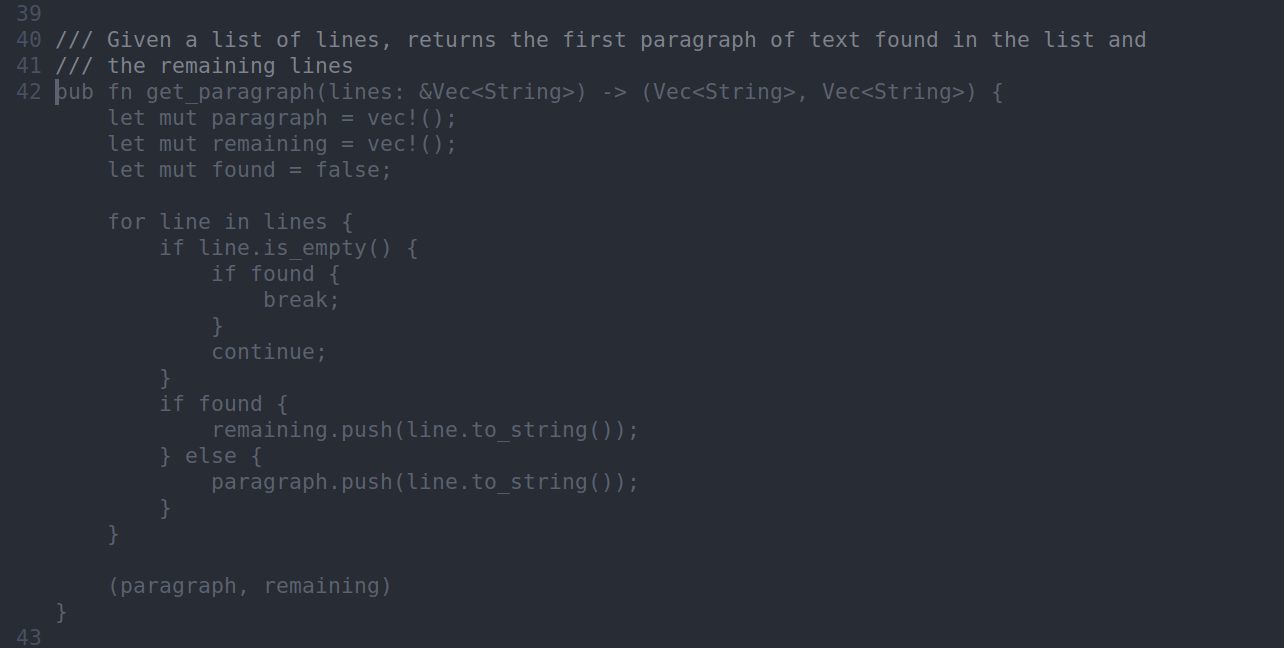 39
40 /// Given a list of lines, returns the first paragraph of text found in the list and
41 /// the remaining lines
42 pub fn get_paragraph(lines: &Vec<String>) -> (Vec<String>, Vec<String>) {
    let mut paragraph = vec!();
    let mut remaining = vec!();
    let mut found = false;

    for line in lines {
        if line.is_empty() {
            if found {
                break;
            }
            continue;
        }
        if found {
            remaining.push(line.to_string());
        } else {
            paragraph.push(line.to_string());
        }
    }

    (paragraph, remaining)
}
43